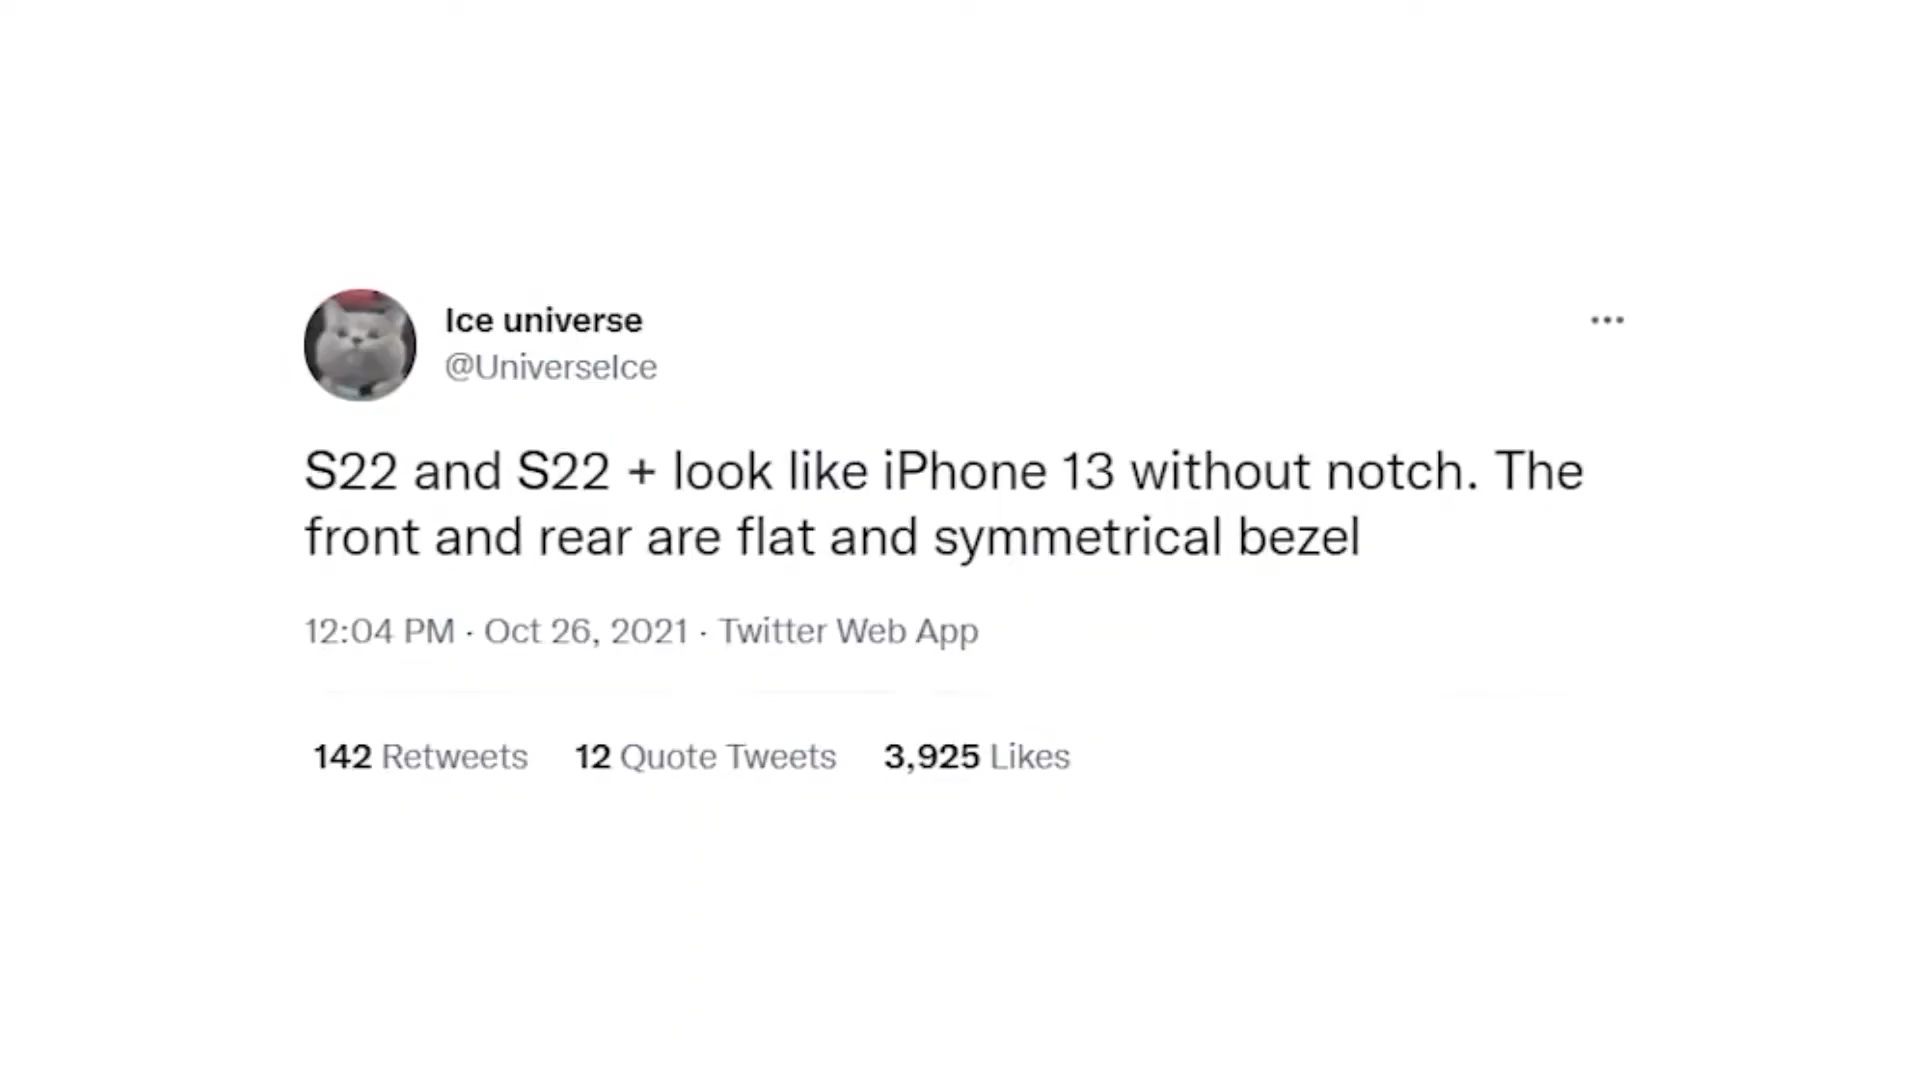 Ice universe
@UniverseIce
S22 and S22 + look like iPhone 13 without notch. The
front and rear are flat and symmetrical bezel
12:04 PM · Oct 26, 2021 · Twitter Web App
142 Retweets 12 Quote Tweets 3,925 Likes